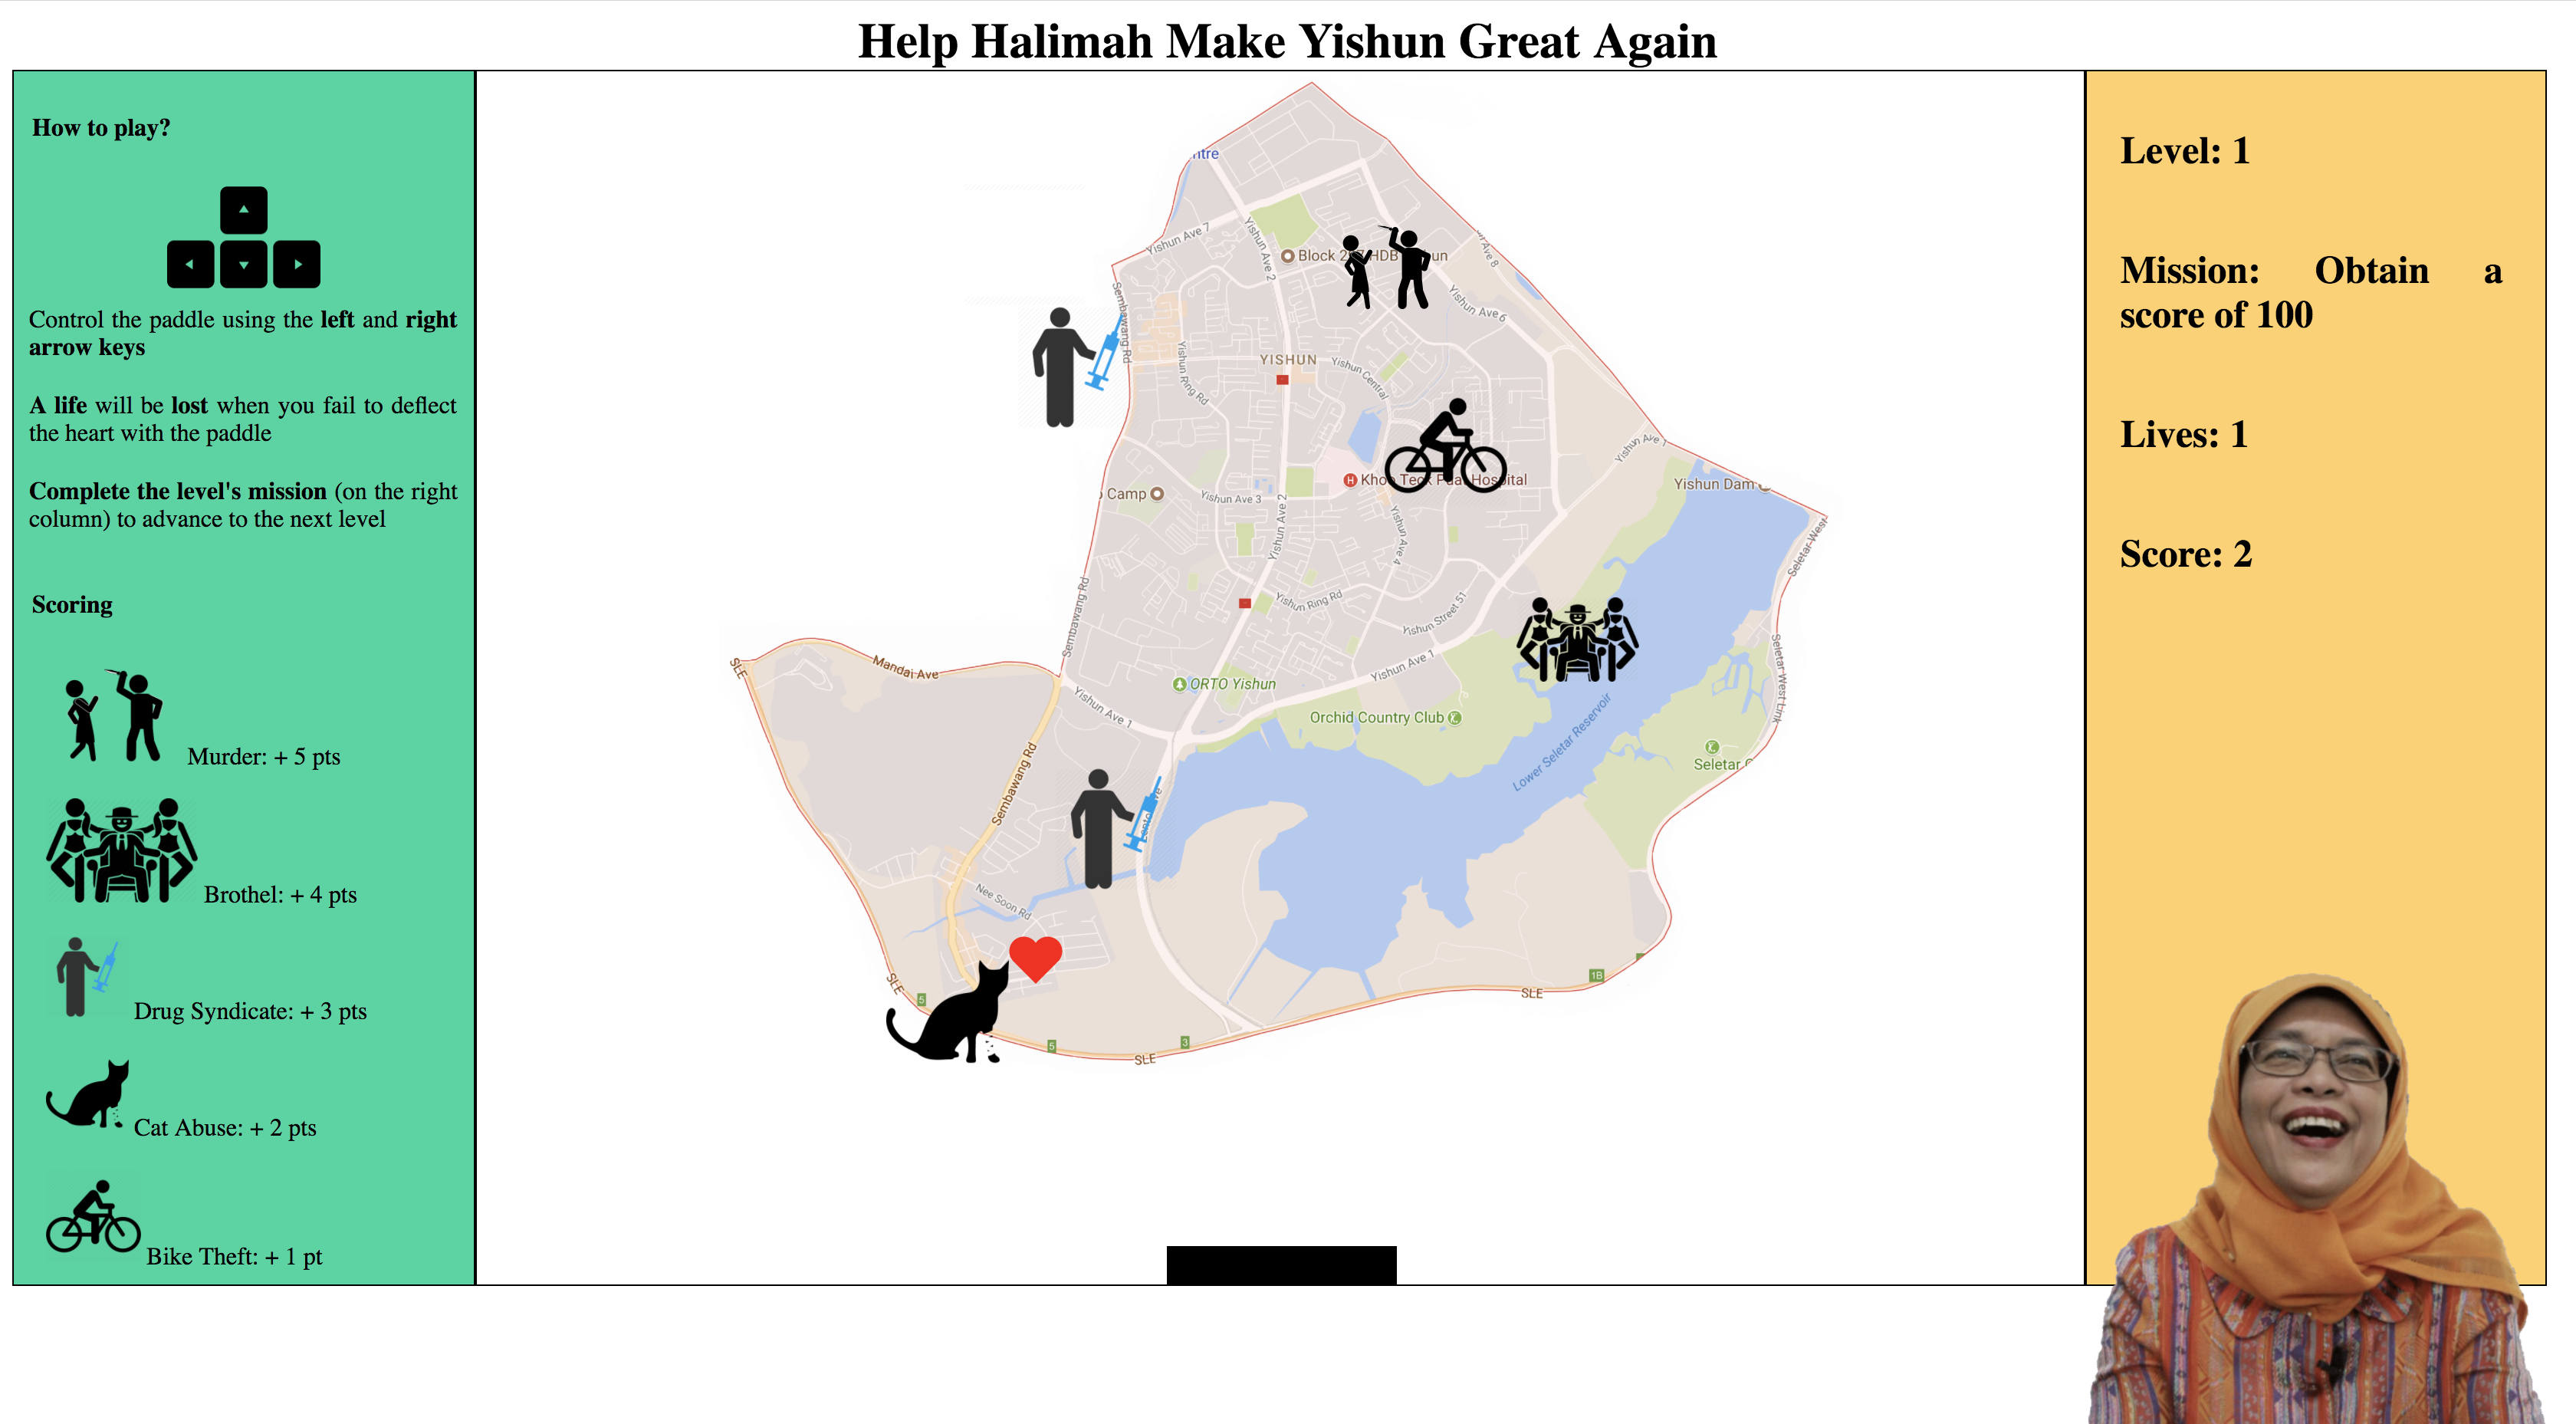 Help Halimah Make Yishun Great Again
How to play?
Control the paddle using the left and right
arrow keys
A life will be lost when you fail to deflect
the heart with the paddle
Complete the level's mission (on the right
column) to advance to the next level
Scoring
Murder: + 5 pts
Brothel: + 4 pts
Drug Syndicate: + 3 pts
Cat Abuse: + 2 pts
Bike Theft: + 1 pt
ntre
Yishun Ave 7
Yishun Ave 2
Block 2
HDB
un
Ave 8
Sembawang Rd
Yishun Ave 6
YISHUN
Yishun Central
Yishun Ring Rd
Yishun Ave 1
Khoo Teck Puat Hospital
Yishun Dam
Camp
Yishun Ave 3
Yishun Ave 2
Yishun Ave 4
Seletar West
Sembawang Rd
Yishun Ring Rd
Yishun Street 51
Seletar West Link
SLE
Mandai Ave
Yishun Ave 1
ORTO Yishun
Yishun Ave 1
Orchid Country Club
Lower Seletar Reservoir
Seletar
Sembawang Rd
Nee Soon Rd
SLE
5
5
3
SLE
SLE
1B
Level: 1
Mission: Obtain a
score of 100
Lives: 1
Score: 2